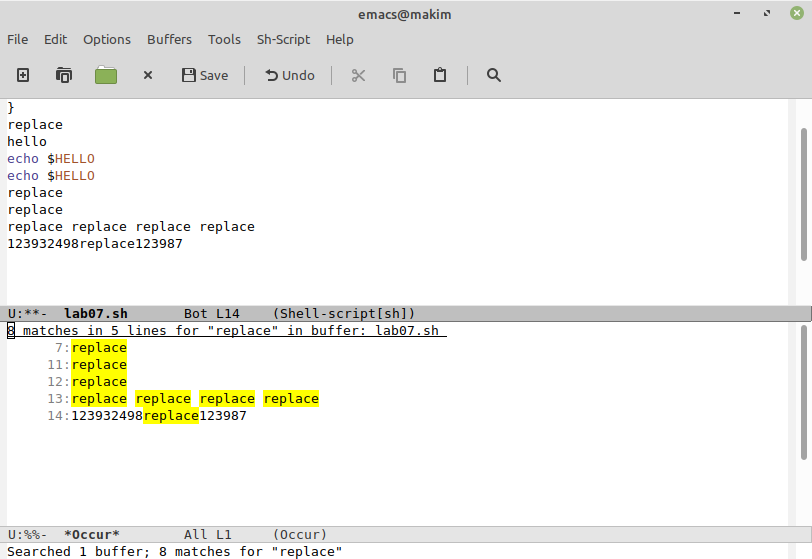 emacs@makim
File Edit Options Buffers Tools Sh-Script Help
Save Undo
}
replace
hello
echo $HELLO
echo $HELLO
replace
replace
replace replace replace replace
123932498replace123987
U:**-  lab07.sh       Bot L14    (Shell-script[sh])
8 matches in 5 lines for "replace" in buffer: lab07.sh
7:replace
11:replace
12:replace
13:replace replace replace replace
14:123932498replace123987
U:%%-  *Occur*        All L1     (Occur)
Searched 1 buffer; 8 matches for "replace"